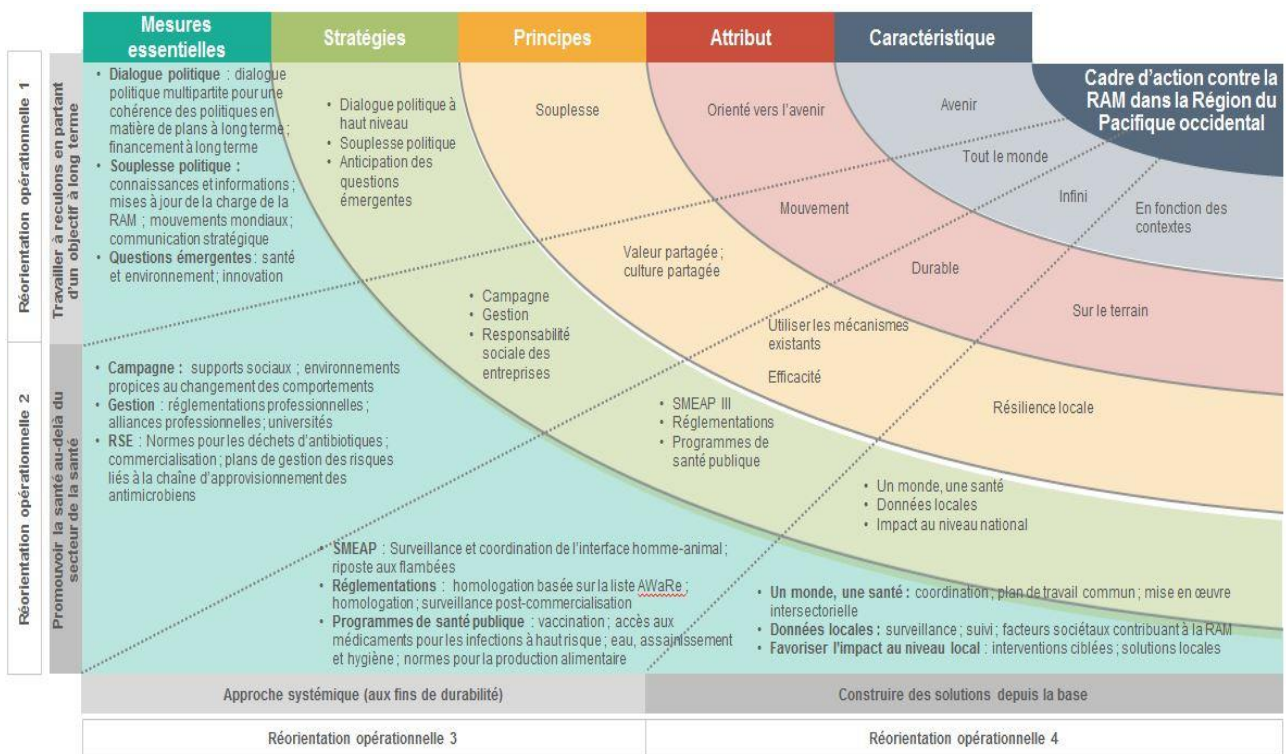 Mesures
essentielles
Stratégies
Principes
Attribut
Caractéristique
Cadre d'action contre la
RAM dans la Région du
Pacifique occidental
Réorientation opérationnelle 1
Travailler à reculons en partant
d'un objectif à long terme
• Dialogue politique : dialogue
politique multipartite pour une
cohérence des politiques en
matière de plans à long terme ;
financement à long terme
• Souplesse politique :
connaissances et informations ;
mises à jour de la charge de la
RAM ; mouvements mondiaux ;
communication stratégique
• Questions émergentes : santé
et environnement ; innovation
• Dialogue politique à
haut niveau
• Souplesse politique
• Anticipation des
questions
émergentes
Souplesse
Orienté vers l'avenir
Avenir
Tout le monde
Infini
En fonction des
contextes
Mouvement
Durable
Sur le terrain
Valeur partagée ;
culture partagée
Utiliser les mécanismes
existants
Efficacité
Résilience locale
• Campagne
• Gestion
• Responsabilité
sociale des
entreprises
• SMEAP III
• Réglementations
• Programmes de
santé publique
• Un monde, une santé
• Données locales
• Impact au niveau national
Réorientation opérationnelle 2
Promouvoir la santé au-delà du
secteur de la santé
• Campagne : supports sociaux ; environnements
propices au changement des comportements
• Gestion : réglementations professionnelles ;
alliances professionnelles ; universités
• RSE : Normes pour les déchets d'antibiotiques ;
commercialisation ; plans de gestion des risques
liés à la chaîne d'approvisionnement des
antimicrobiens
• SMEAP : Surveillance et coordination de l'interface homme-animal ;
riposte aux flambées
• Réglementations : homologation basée sur la liste AWaRe ;
homologation ; surveillance post-commercialisation
• Programmes de santé publique : vaccination ; accès aux
médicaments pour les infections à haut risque ; eau, assainissement
et hygiène ; normes pour la production alimentaire
• Un monde, une santé : coordination ; plan de travail commun ; mise en œuvre
intersectorielle
• Données locales : surveillance ; suivi ; facteurs sociétaux contribuant à la RAM
• Favoriser l'impact au niveau local : interventions ciblées ; solutions locales
Approche systémique (aux fins de durabilité)
Construire des solutions depuis la base
Réorientation opérationnelle 3
Réorientation opérationnelle 4